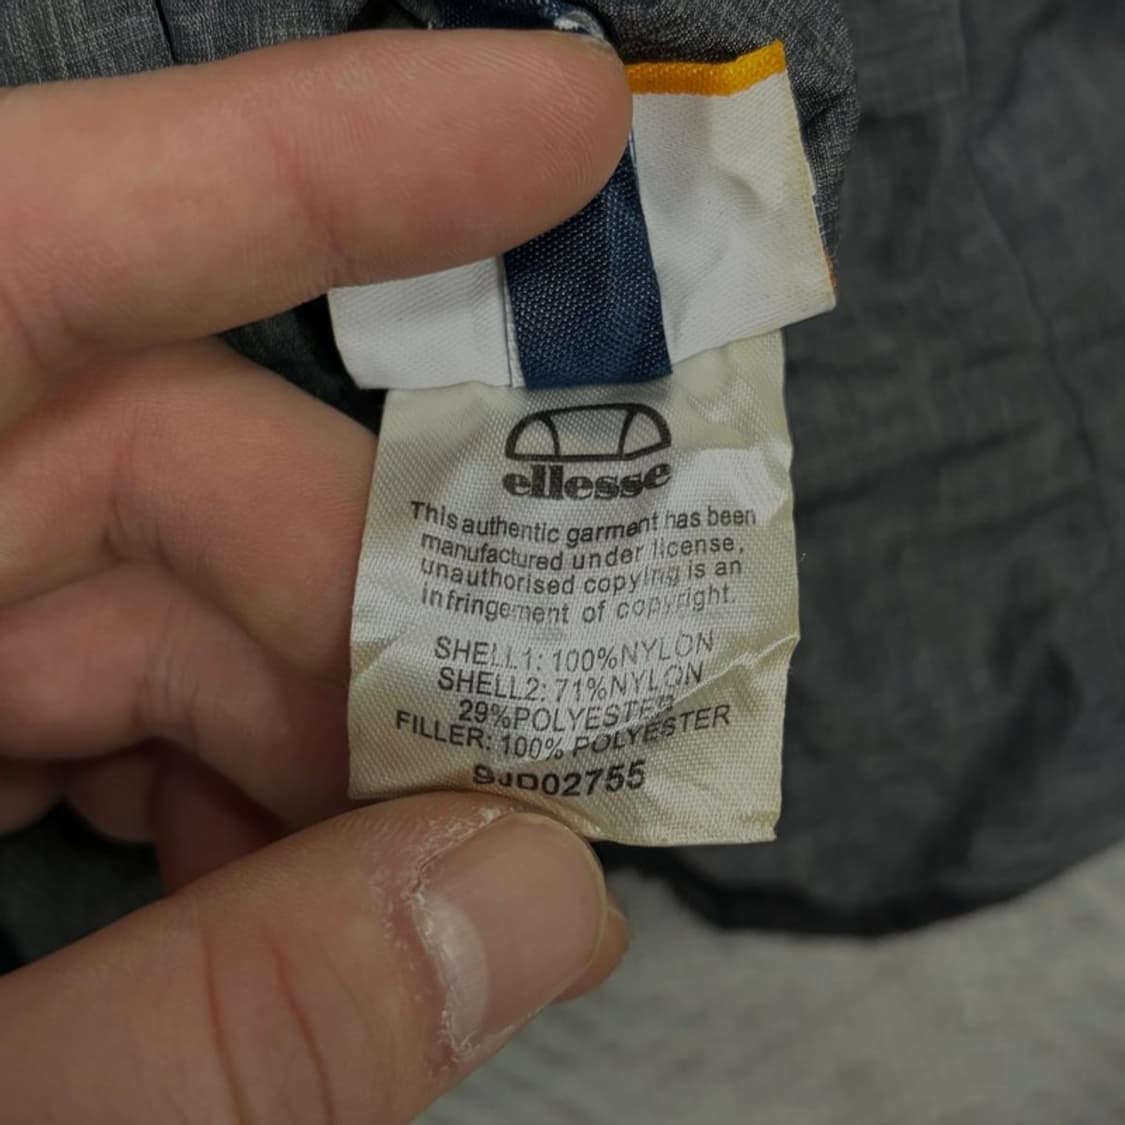 ellesse
This authentic garment has been
manufactured under license,
unauthorised copying is an
infringement of copyright.
SHELL1: 100%NYLON
SHELL2: 71%NYLON
29%POLYESTER
FILLER: 100% POLYESTER
SJD02755